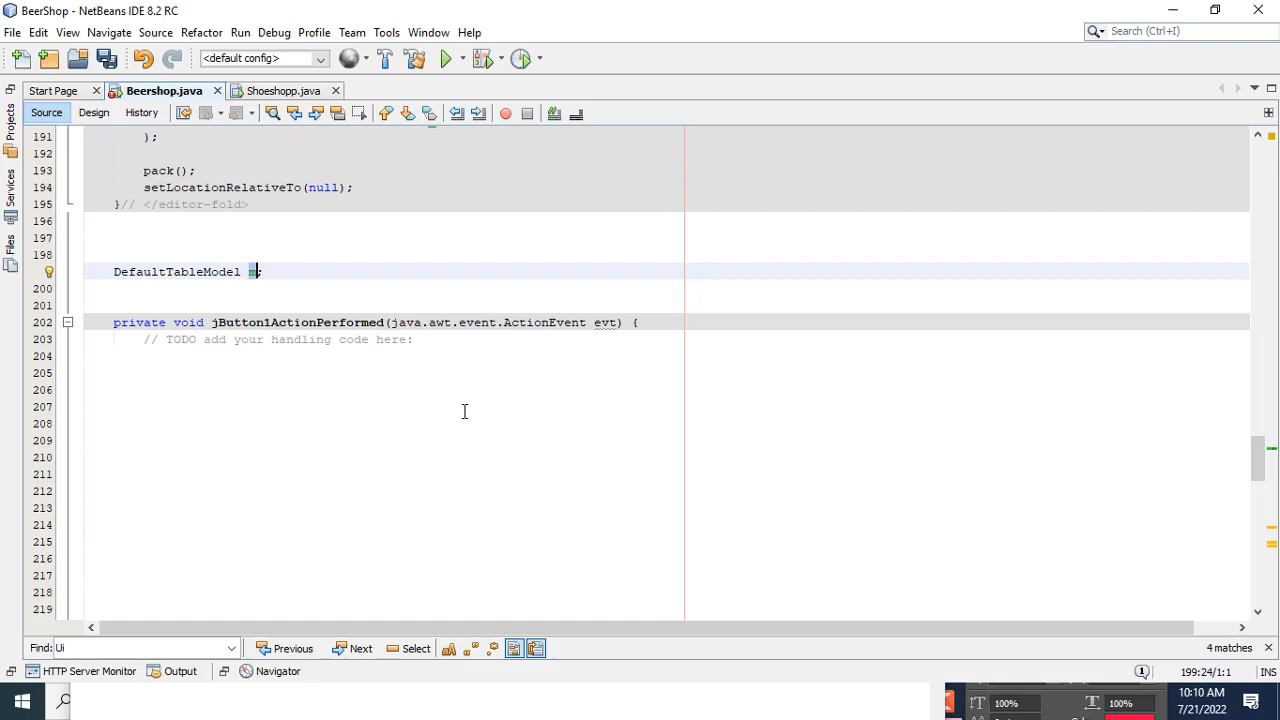 BeerShop - NetBeans IDE 8.2 RC
File Edit View Navigate Source Refactor Run Debug Profile Team Tools Window Help
Search (Ctrl+I)
<default config>
Start Page Beershop.java Shoeshopp.java
Source Design History
Projects
Services
Files
191 );
192
193 pack();
194 setLocationRelativeTo(null);
195 }// </editor-fold>
196
197
198
DefaultTableModel m;
200
201
202 private void jButton1ActionPerformed(java.awt.event.ActionEvent evt) {
203 // TODO add your handling code here:
204
205
206
207
208
209
210
211
212
213
214
215
216
217
218
219
Find: Ui Previous Next Select 4 matches
HTTP Server Monitor Output Navigator 1 199:24/1:1 INS
100% 100%
10:10 AM
7/21/2022